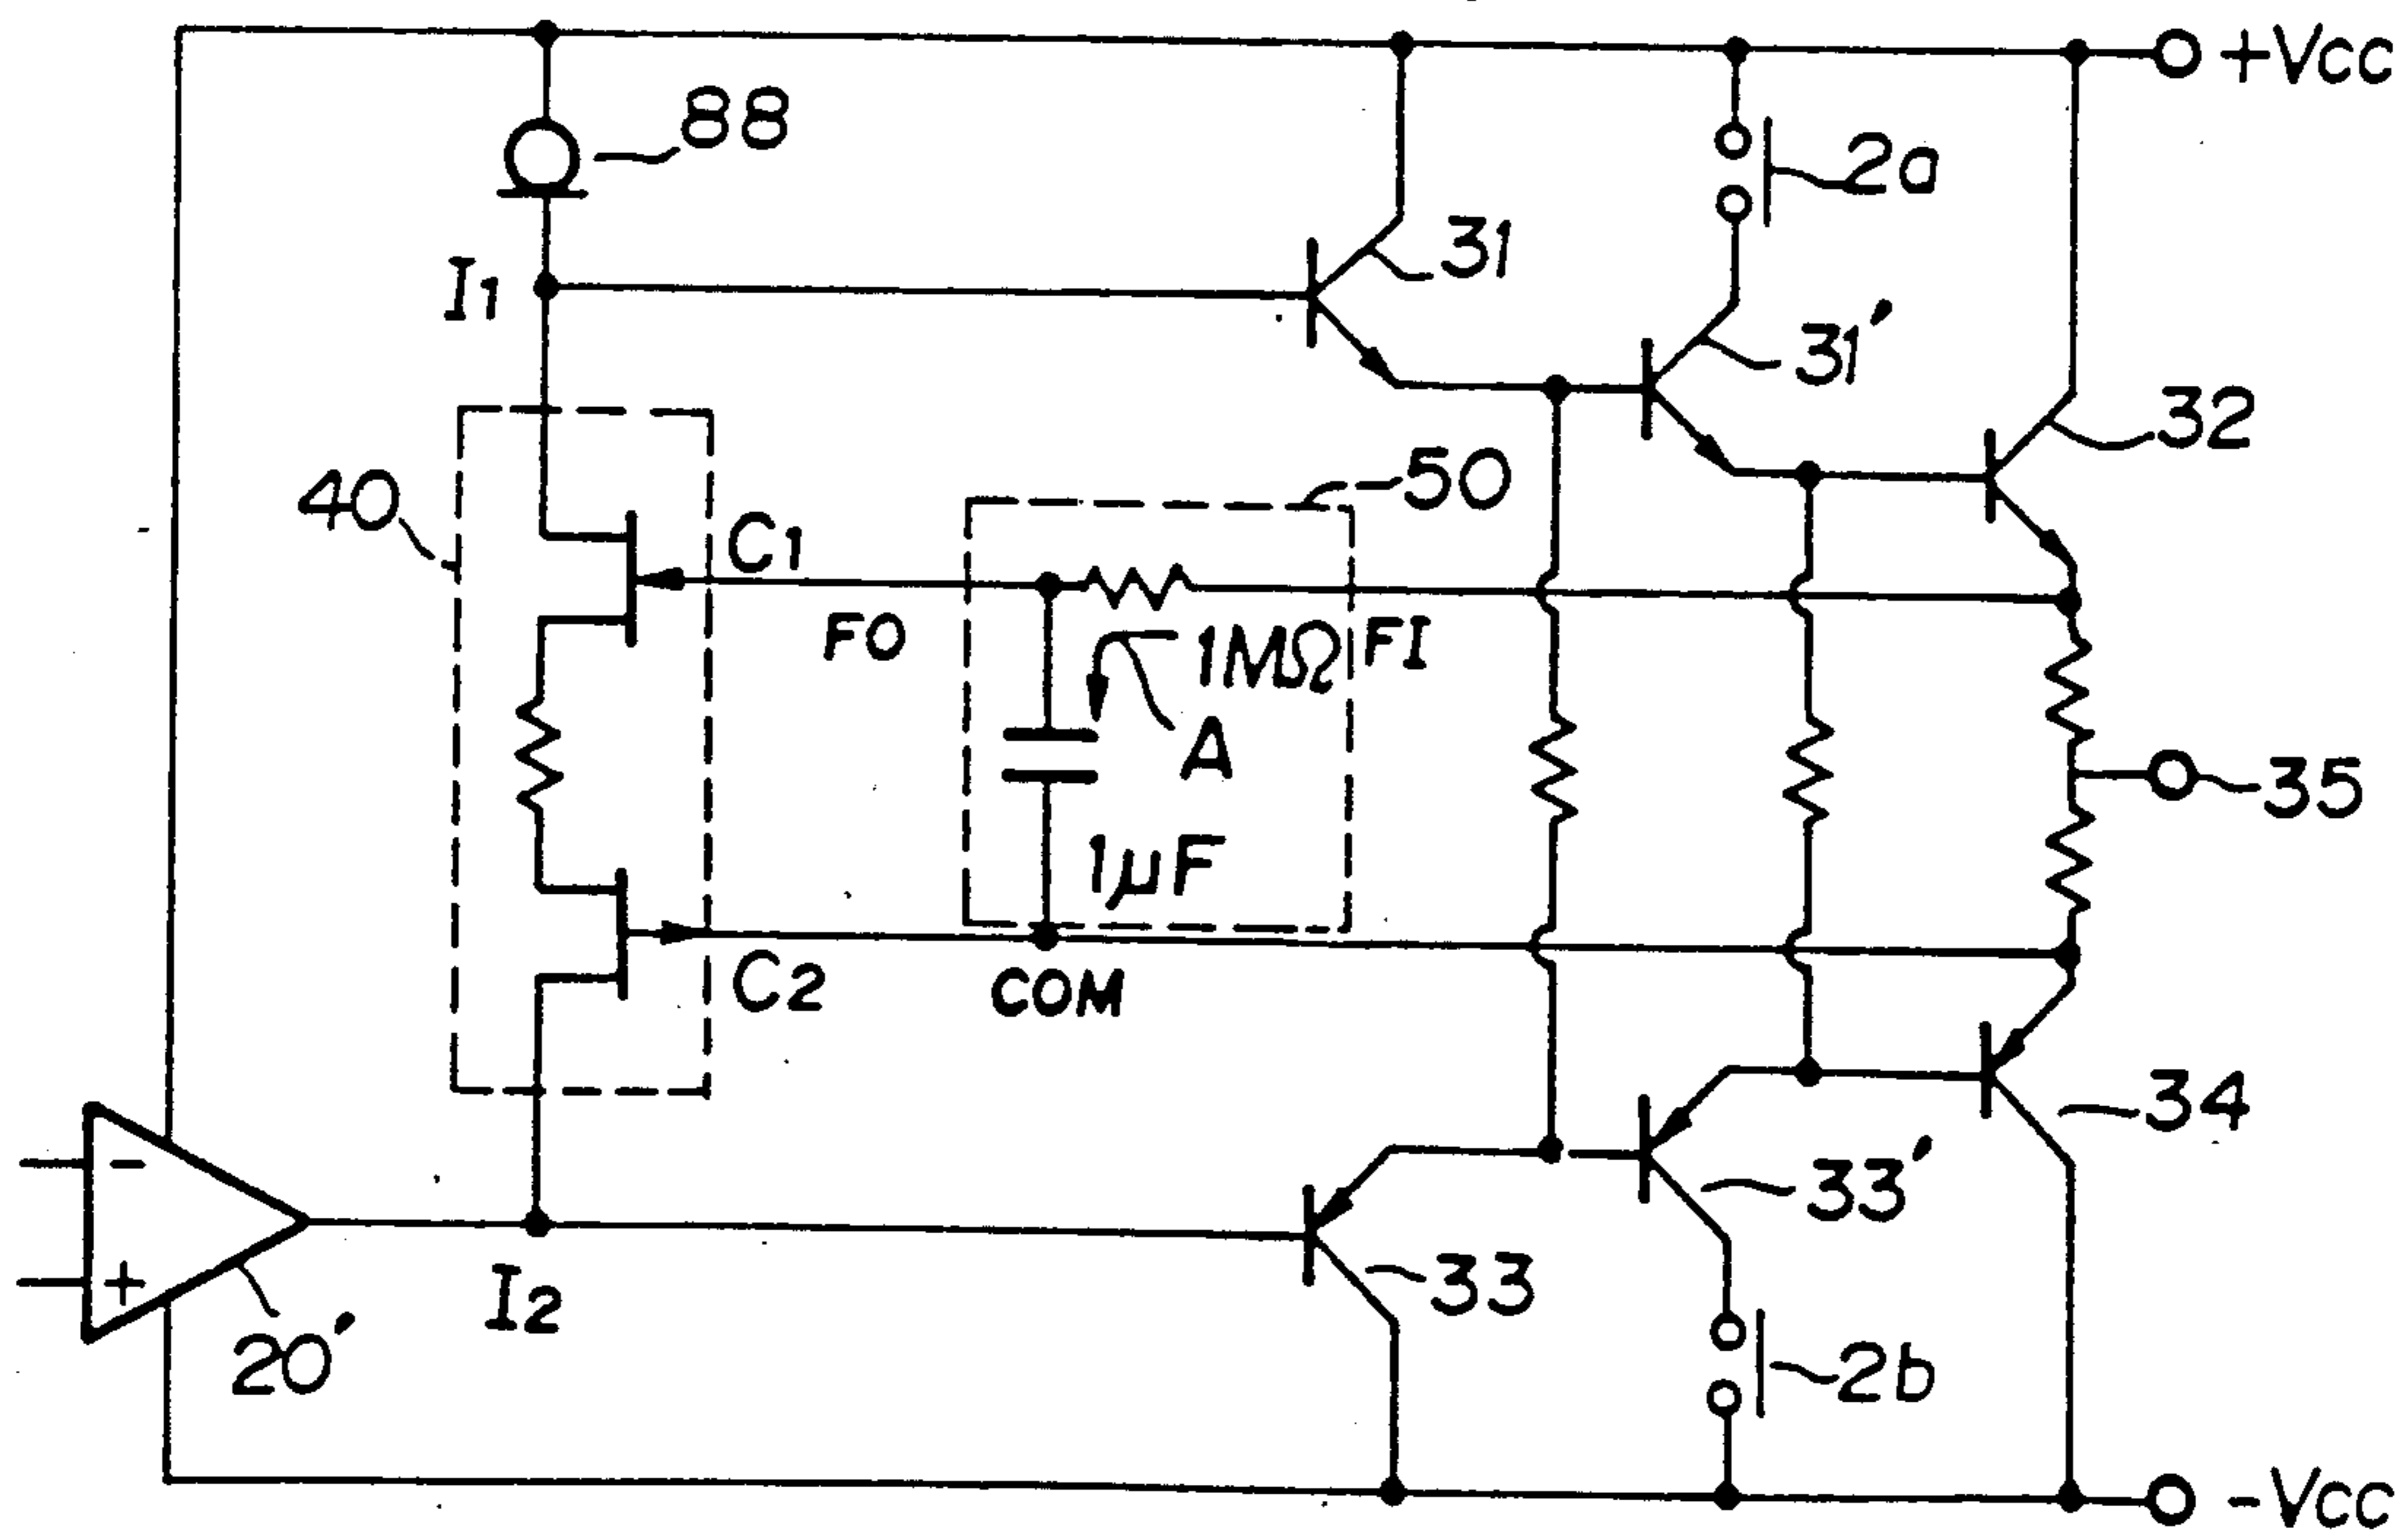 +Vcc
88
2a
31
I1
31'
32
50
40
C1
FO
1MΩ
FI
A
35
1μF
C2
COM
34
33'
33
I2
20'
2b
-
+
-Vcc